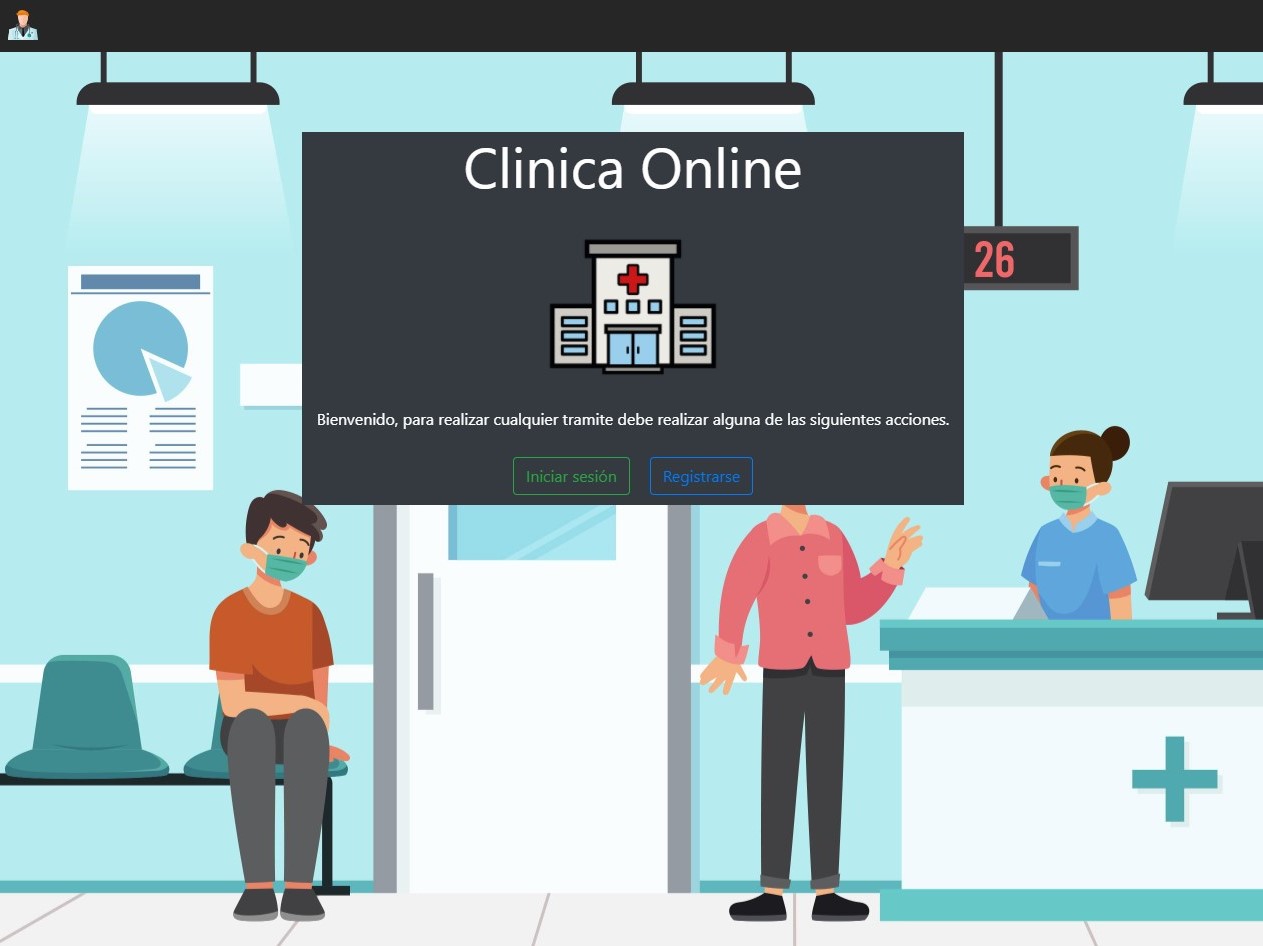 Clinica Online
26
Bienvenido, para realizar cualquier tramite debe realizar alguna de las siguientes acciones.
Iniciar sesión
Registrarse